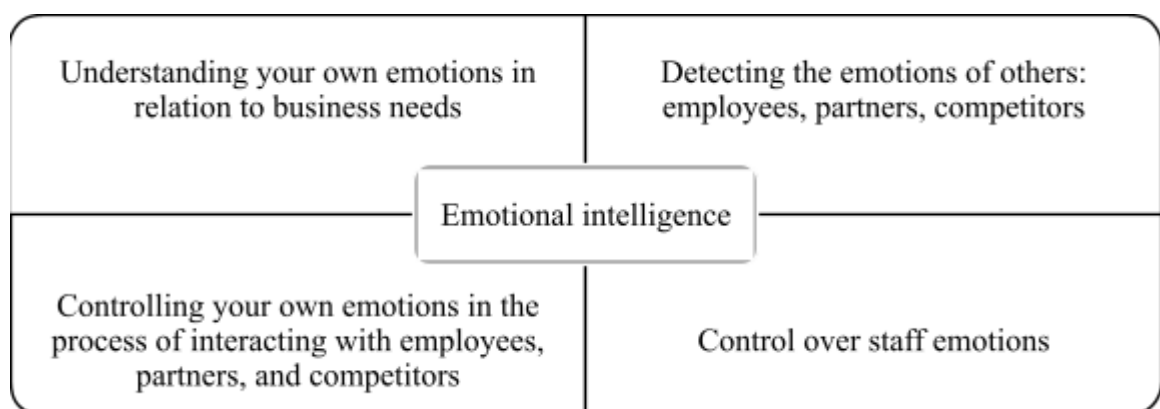 Understanding your own emotions in
relation to business needs
Detecting the emotions of others:
employees, partners, competitors
Emotional intelligence
Controlling your own emotions in the
process of interacting with employees,
partners, and competitors
Control over staff emotions